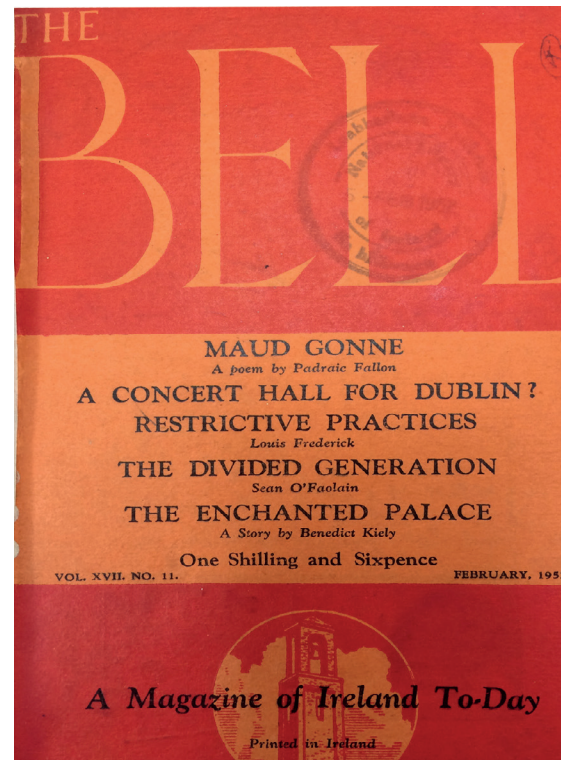 THE
BELL
MAUD GONNE
A poem by Padraic Fallon
A CONCERT HALL FOR DUBLIN?
RESTRICTIVE PRACTICES
Louis Frederick
THE DIVIDED GENERATION
Sean O'Faolain
THE ENCHANTED PALACE
A Story by Benedict Kiely
One Shilling and Sixpence
VOL. XVII. NO. 11.
FEBRUARY, 195
A Magazine of Ireland To-Day
Printed in Ireland